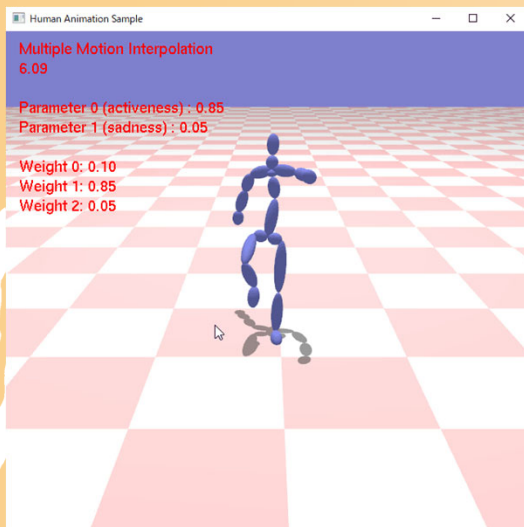 Human Animation Sample
Multiple Motion Interpolation
6.09
Parameter 0 (activeness) : 0.85
Parameter 1 (sadness) : 0.05
Weight 0: 0.10
Weight 1: 0.85
Weight 2: 0.05